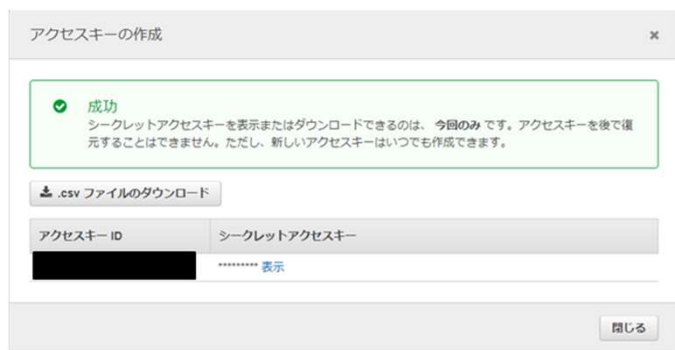 アクセスキーの作成
×
成功
シークレットアクセスキーを表示またはダウンロードできるのは、 今回のみ です。アクセスキーを後で復
元することはできません。ただし、新しいアクセスキーはいつでも作成できます。
.csv ファイルのダウンロード
アクセスキー ID シークレットアクセスキー
********* 表示
閉じる